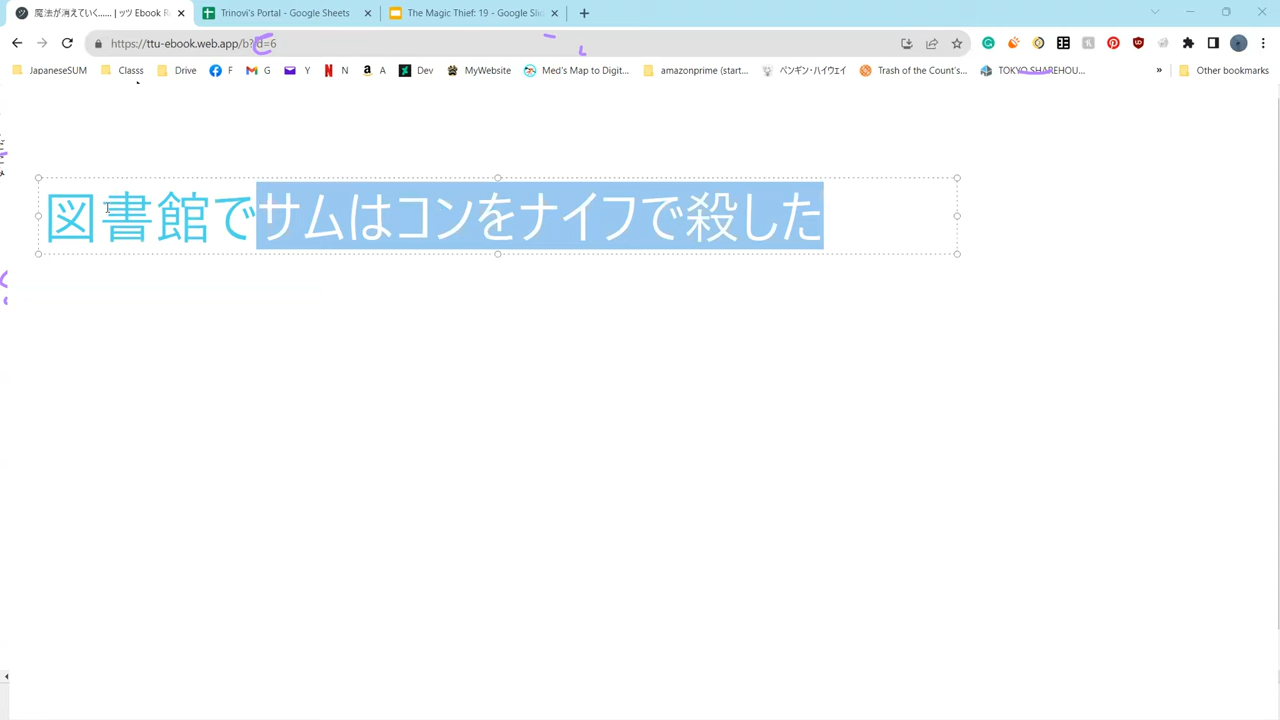 魔法が消えていく...... | ッツ Ebook R
Trinovi's Portal - Google Sheets
The Magic Thief: 19 - Google Slid
https://ttu-ebook.web.app/b?id=6
JapaneseSUM
Classs
Drive
F
G
Y
N
A
Dev
MyWebsite
Med's Map to Digit...
amazonprime (start...
ペンギン・ハイウェイ
Trash of the Count's...
TOKYO SHAREHOU...
»
Other bookmarks
図書館でサムはコンをナイフで殺した